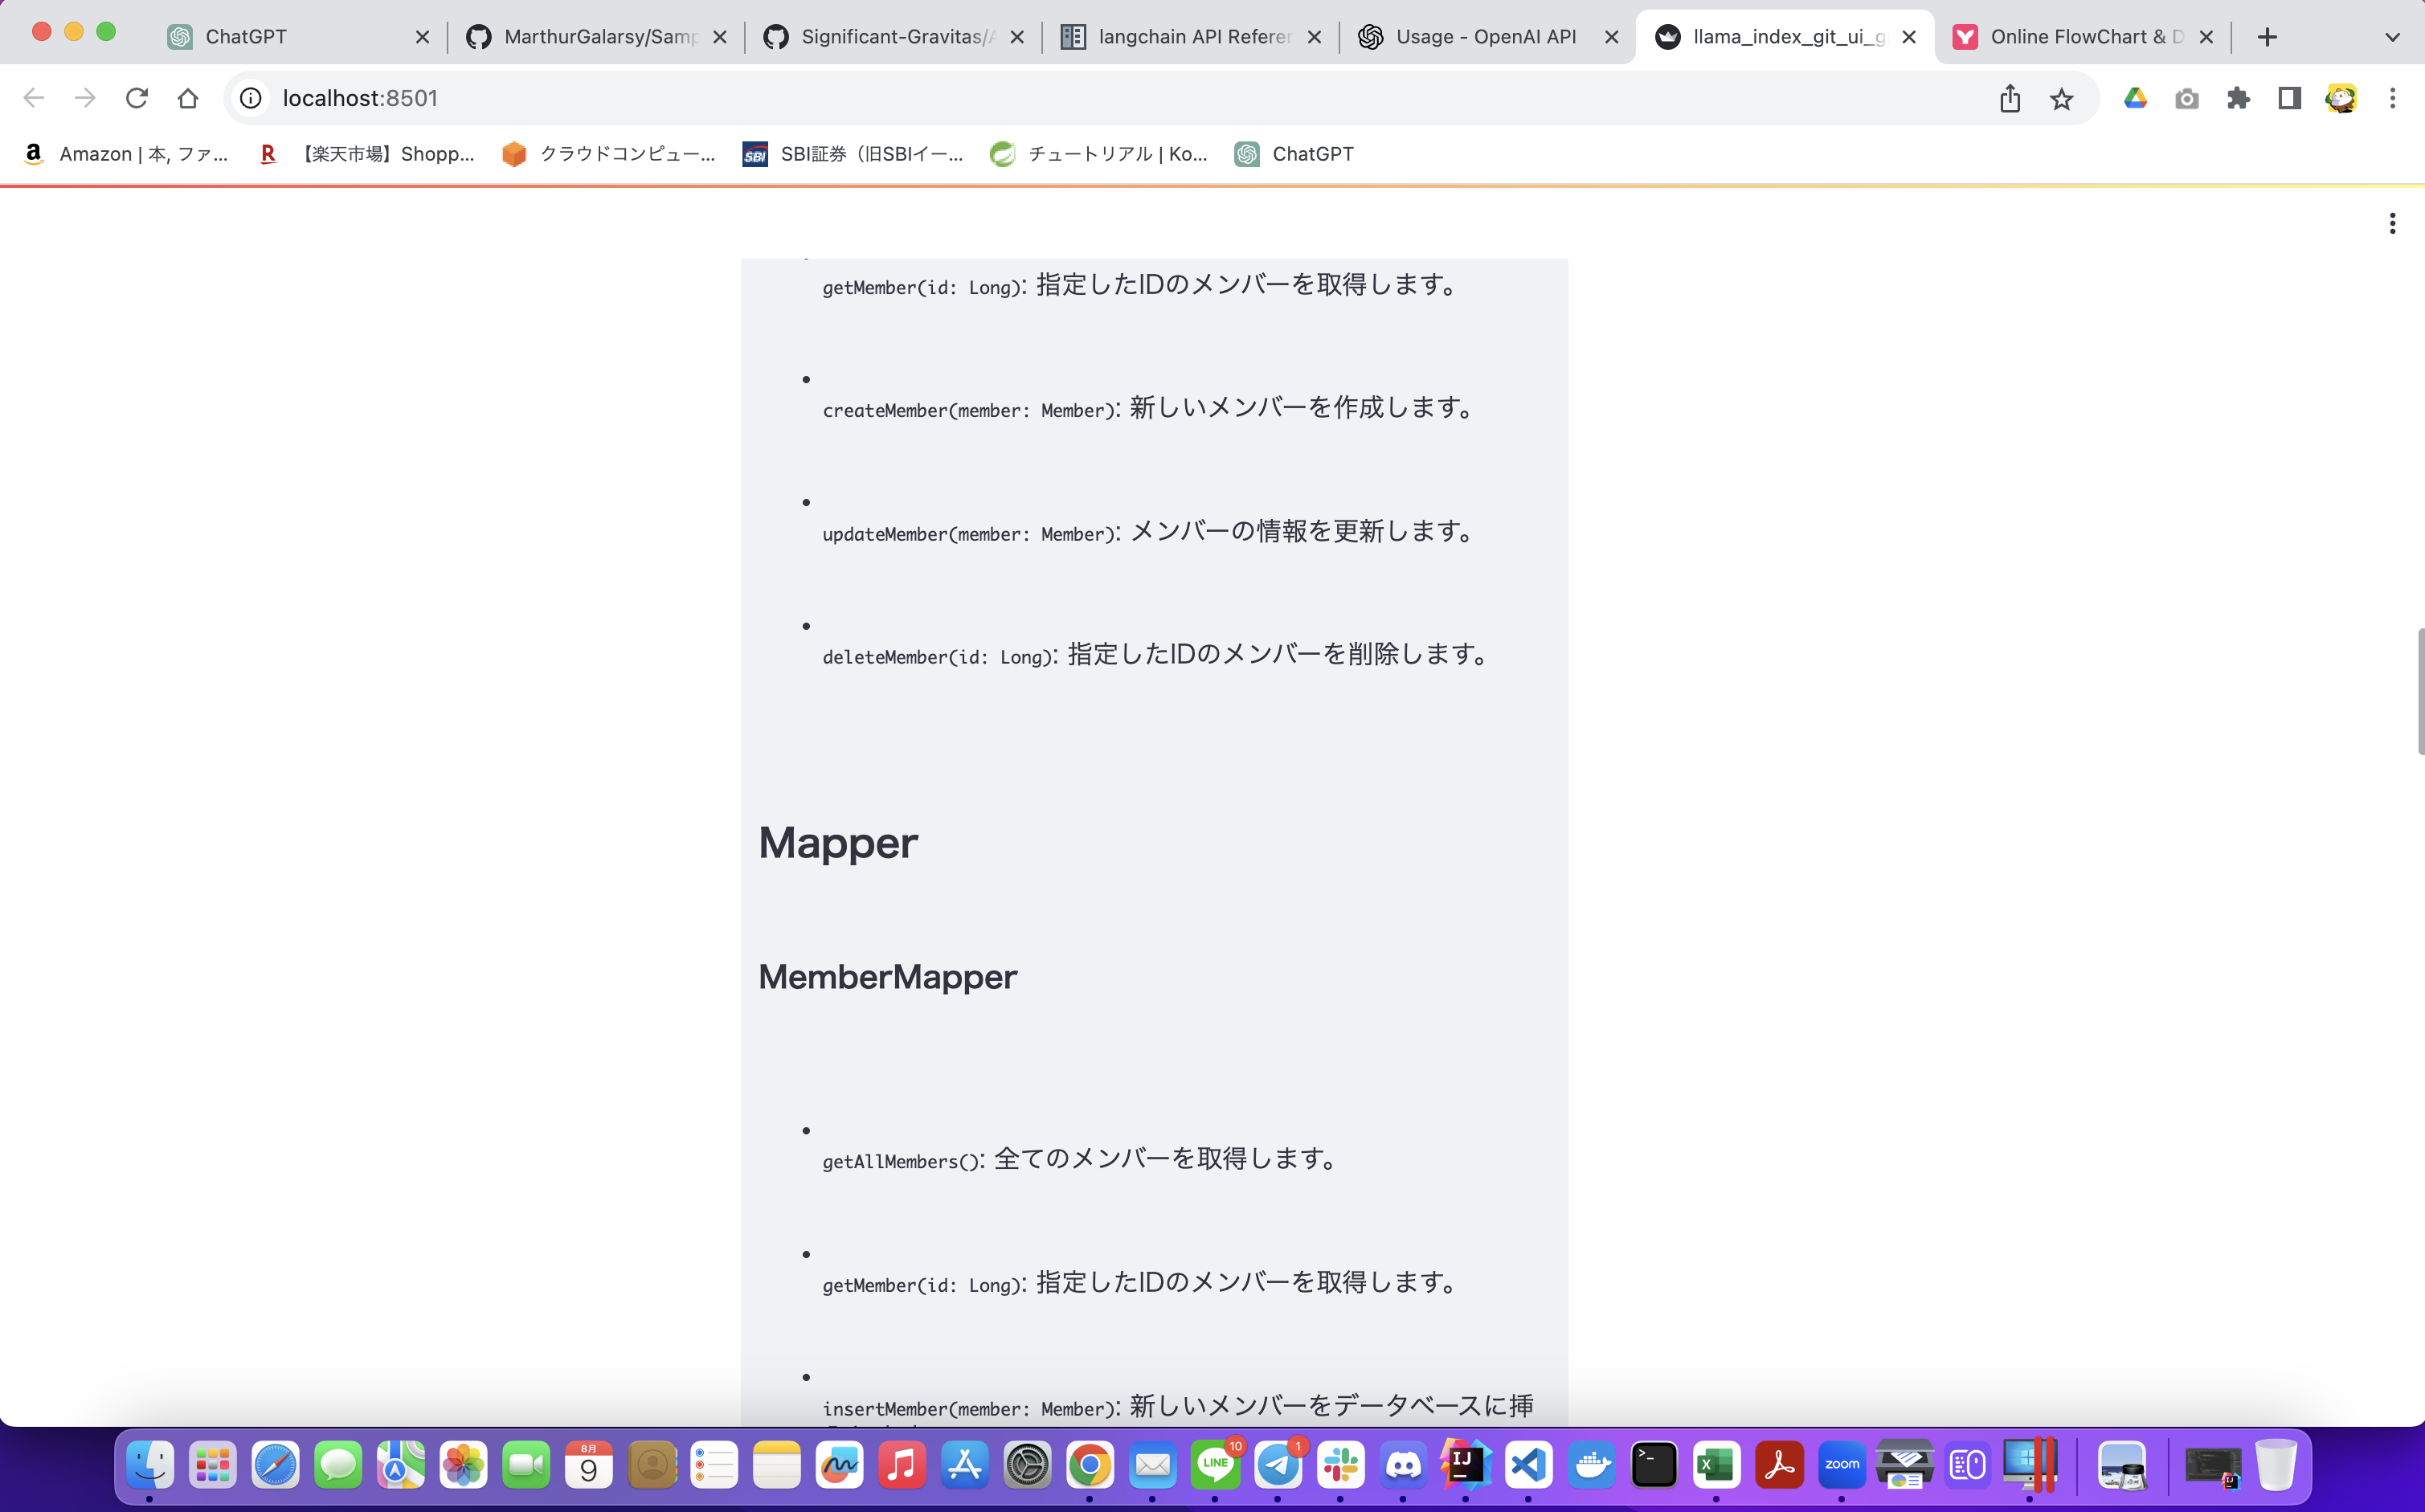 ChatGPT
MarthurGalarsy/Samp
Significant-Gravitas/A
langchain API Referen
Usage - OpenAI API
llama_index_git_ui_g
Online FlowChart & D
localhost:8501
Amazon | 本, ファ...
【楽天市場】Shopp...
クラウドコンピュー...
SBI証券（旧SBIイー...
チュートリアル | Ko...
ChatGPT
getMember(id: Long): 指定したIDのメンバーを取得します。
createMember(member: Member): 新しいメンバーを作成します。
updateMember(member: Member): メンバーの情報を更新します。
deleteMember(id: Long): 指定したIDのメンバーを削除します。
Mapper
MemberMapper
getAllMembers(): 全てのメンバーを取得します。
getMember(id: Long): 指定したIDのメンバーを取得します。
insertMember(member: Member): 新しいメンバーをデータベースに挿
8月
9
LINE
10
1
IJ
zoom